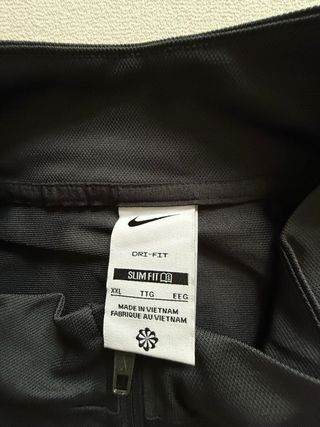 DRI-FIT
SLIM FIT
XXL TTG EEG
MADE IN VIETNAM
FABRIQUE AU VIETNAM